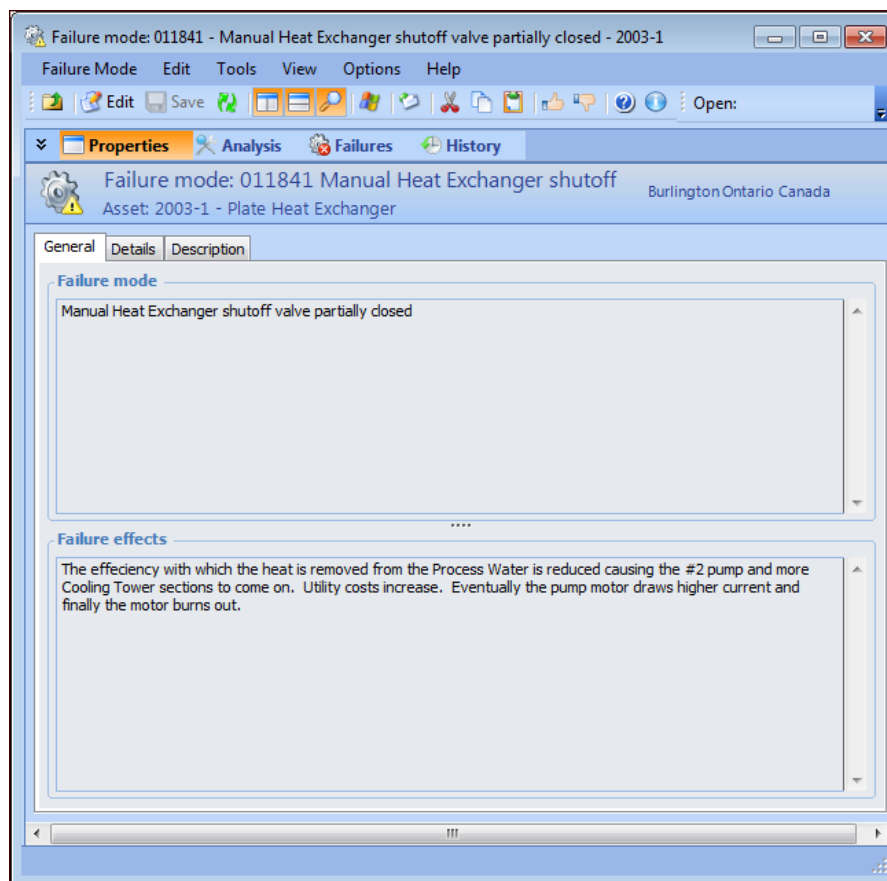 Failure mode: 011841 - Manual Heat Exchanger shutoff valve partially closed - 2003-1
Failure Mode Edit Tools View Options Help
Edit Save Open:
Properties Analysis Failures History
Failure mode: 011841 Manual Heat Exchanger shutoff
Burlington Ontario Canada
Asset: 2003-1 - Plate Heat Exchanger
General Details Description
Failure mode
Manual Heat Exchanger shutoff valve partially closed
Failure effects
The effeciency with which the heat is removed from the Process Water is reduced causing the #2 pump and more
Cooling Tower sections to come on. Utility costs increase. Eventually the pump motor draws higher current and
finally the motor burns out.